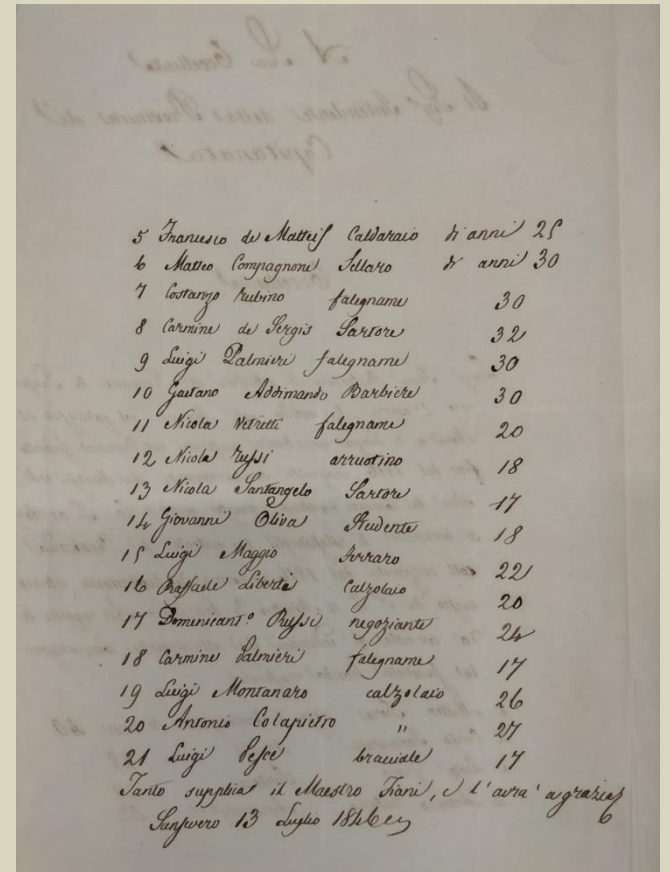 5 Francesco de Matteis Caldaraio di anni 25
6 Matteo Compagnone Sellaro di anni 30
7 Costanzo Rubino falegname 30
8 Carmine de Sergis Sartore 32
9 Luigi Palmieri falegname 30
10 Gaetano Addimando Barbiere 30
11 Nicola Vetretti falegname 20
12 Nicola Russi arruotino 18
13 Nicola Santangelo Sartore 17
14 Giovanni Oliva Studente 18
15 Luigi Maggio Ferraro 22
16 Raffaele Liberti Calzolaio 20
17 Domenicant.º Russi negoziante 24
18 Carmine Palmieri falegname 17
19 Luigi Montanaro calzolaio 26
20 Antonio Colapietro " 27
21 Luigi Pesce bracciale 17
Tanto supplica il Maestro Fiani, e l'avrà a grazia
Sansevero 13 Luglio 1846